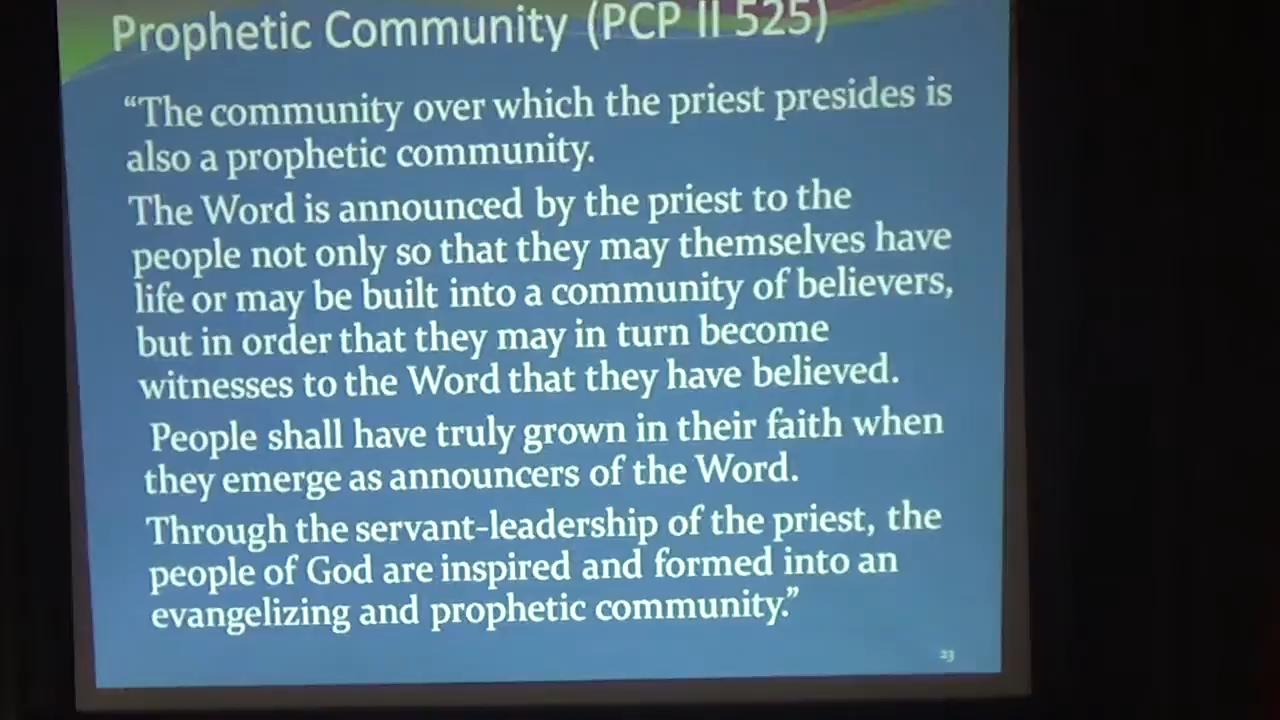 Prophetic Community (PCP II 525)
“The community over which the priest presides is
also a prophetic community.
The Word is announced by the priest to the
people not only so that they may themselves have
life or may be built into a community of believers,
but in order that they may in turn become
witnesses to the Word that they have believed.
People shall have truly grown in their faith when
they emerge as announcers of the Word.
Through the servant-leadership of the priest, the
people of God are inspired and formed into an
evangelizing and prophetic community.”
23